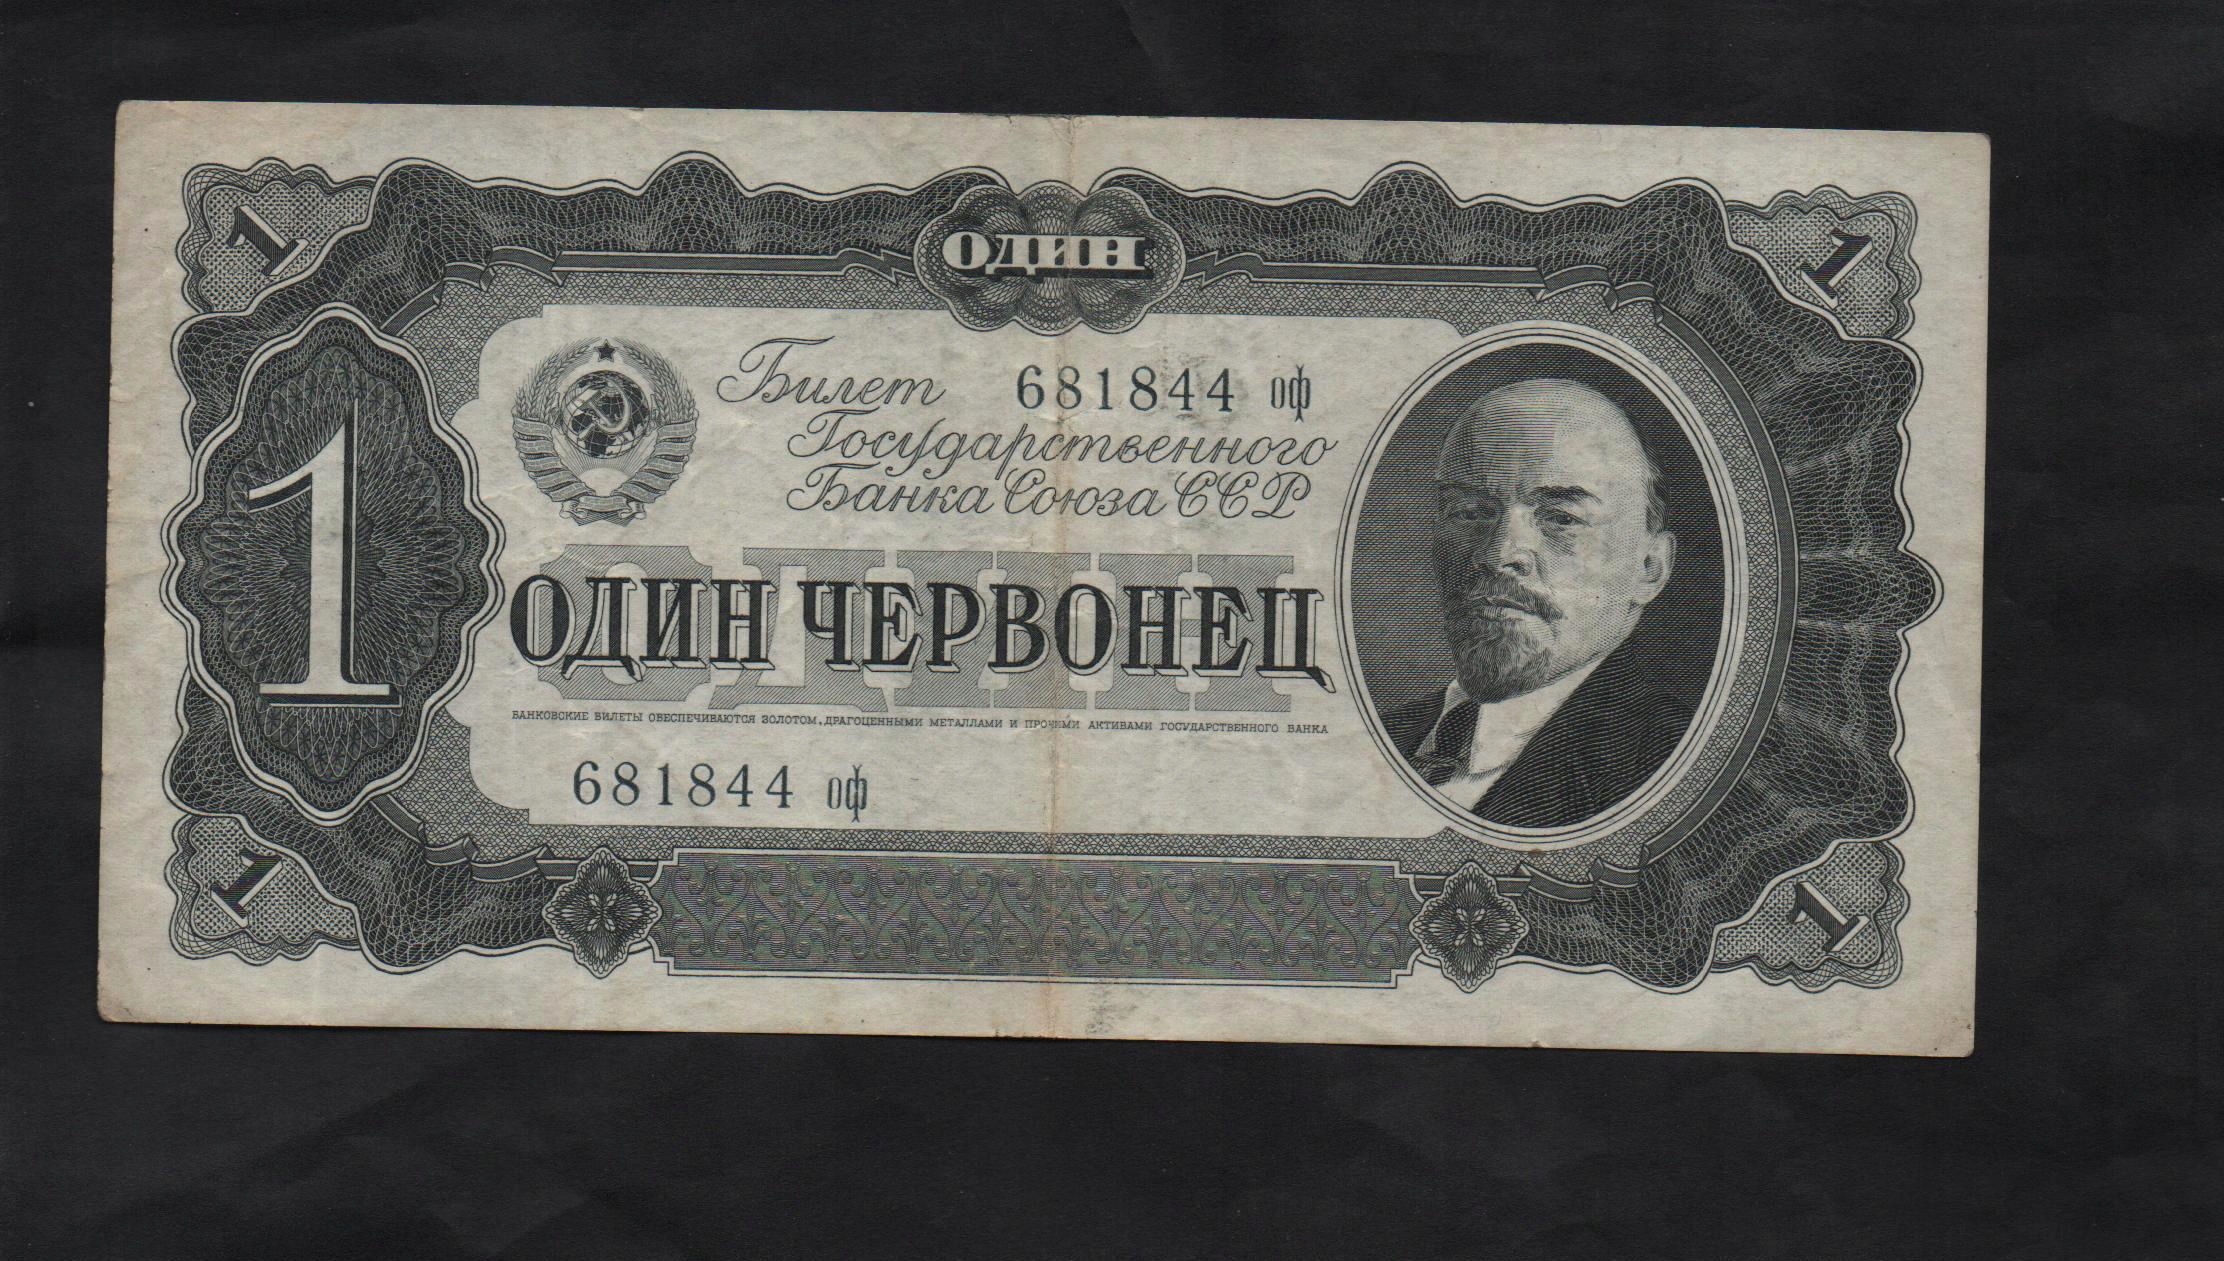 1
ОДИН
1
Билет 681844 оф
Государственного
Банка Союза ССР
1
ОДИН
ОДИН ЧЕРВОНЕЦ
БАНКОВСКИЕ БИЛЕТЫ ОБЕСПЕЧИВАЮТСЯ ЗОЛОТОМ, ДРАГОЦЕННЫМИ МЕТАЛЛАМИ И ПРОЧИМИ АКТИВАМИ ГОСУДАРСТВЕННОГО БАНКА
681844 оф
1
1